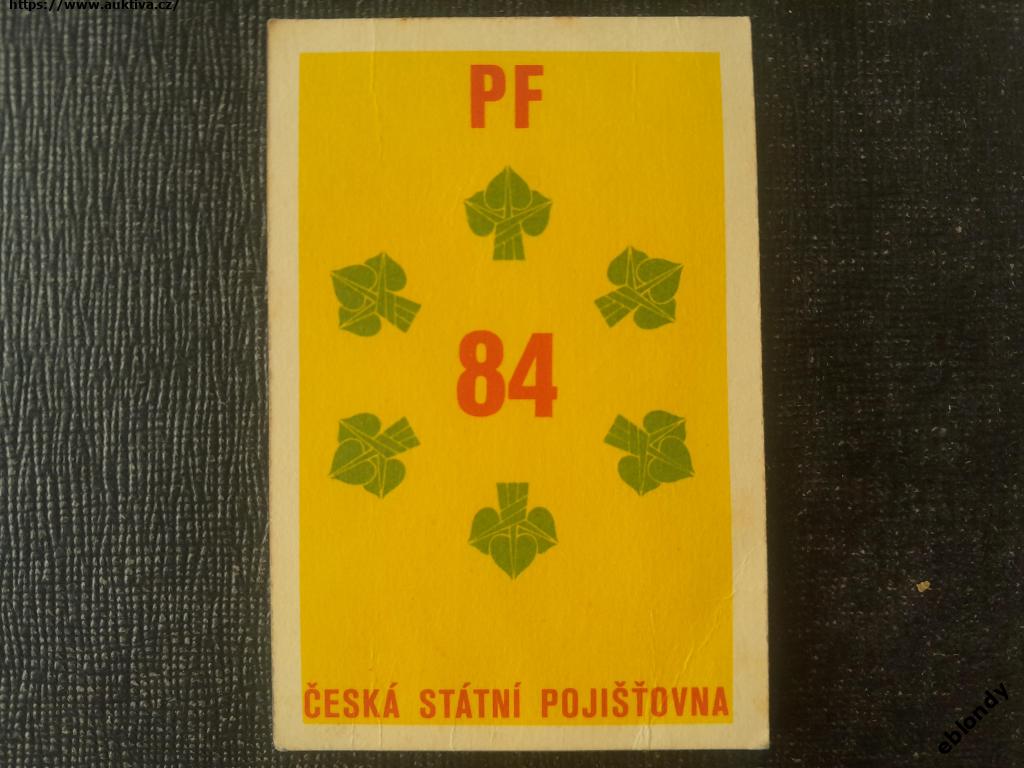 https://www.auktiva.cz/
PF
84
ČESKÁ STÁTNÍ POJIŠŤOVNA
eblondy